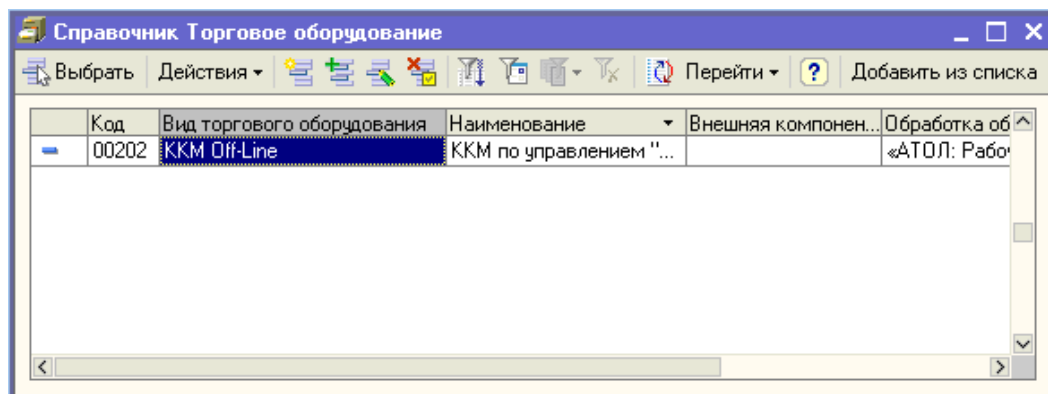 Справочник Торговое оборудование
Выбрать Действия Перейти ? Добавить из списка
Код Вид торгового оборудования Наименование Внешняя компонен... Обработка об
00202 ККМ Off-Line ККМ по управлением "... «АТОЛ: Рабо